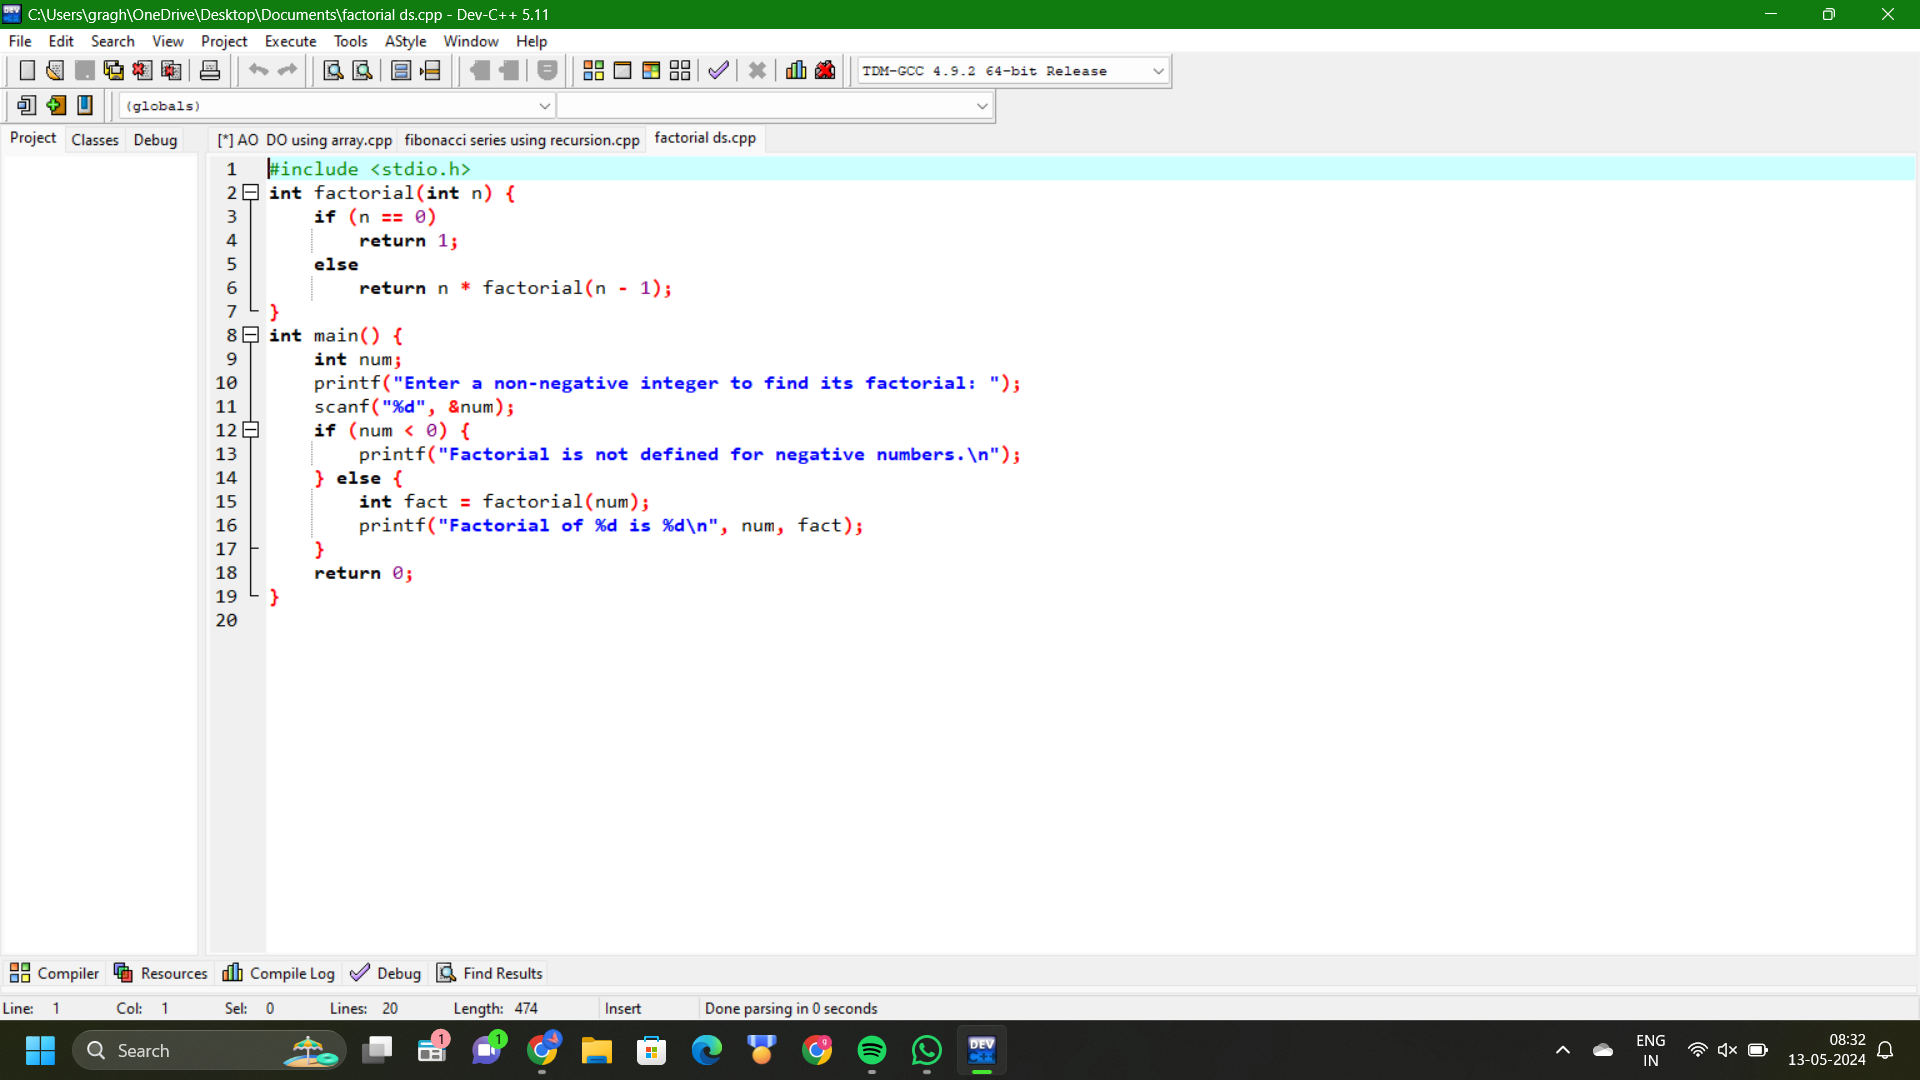 C:\Users\gragh\OneDrive\Desktop\Documents\factorial ds.cpp - Dev-C++ 5.11
File Edit Search View Project Execute Tools AStyle Window Help
TDM-GCC 4.9.2 64-bit Release
(globals)
Project Classes Debug
[*] AO DO using array.cpp fibonacci series using recursion.cpp factorial ds.cpp
1 #include <stdio.h>
2 int factorial(int n) {
3 if (n == 0)
4 return 1;
5 else
6 return n * factorial(n - 1);
7 }
8 int main() {
9 int num;
10 printf("Enter a non-negative integer to find its factorial: ");
11 scanf("%d", &num);
12 if (num < 0) {
13 printf("Factorial is not defined for negative numbers.\n");
14 } else {
15 int fact = factorial(num);
16 printf("Factorial of %d is %d\n", num, fact);
17 }
18 return 0;
19 }
20
Compiler Resources Compile Log Debug Find Results
Line: 1 Col: 1 Sel: 0 Lines: 20 Length: 474 Insert Done parsing in 0 seconds
Search 1 1 9 DEV C++ ENG 08:32
IN 13-05-2024